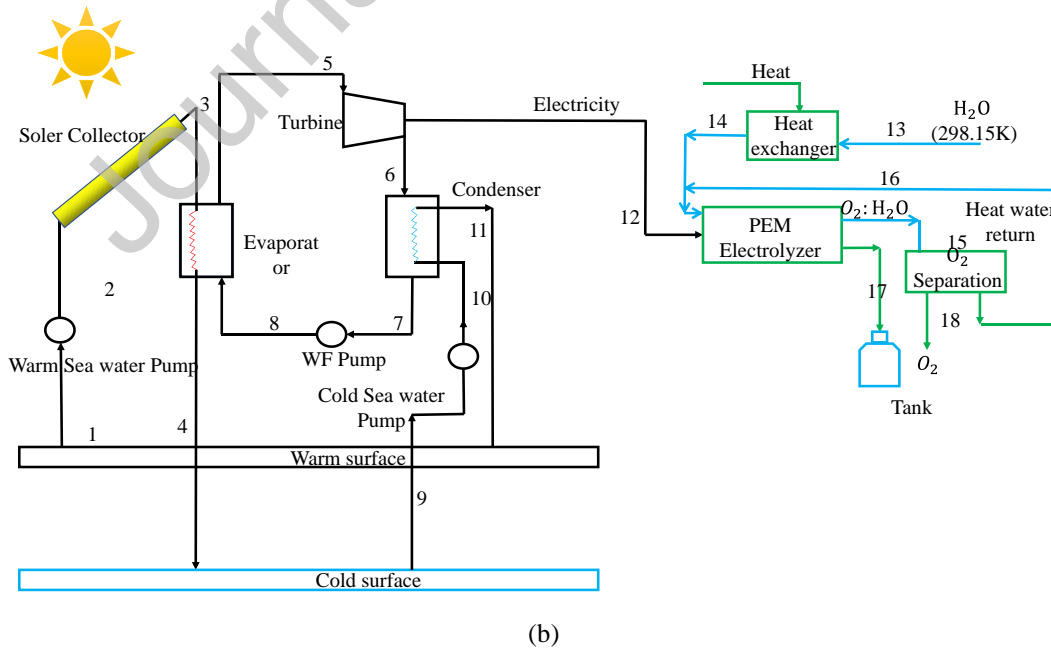 Journa
5
3
Heat
Electricity
H₂O
(298.15K)
14
13
Heat
exchanger
Soler Collector
Turbine
6
Condenser
16
12
PEM
Electrolyzer
O₂:H₂O
Heat water
return
11
Evaporat
or
15
O₂
Separation
2
10
17
8
7
18
Warm Sea water Pump
WF Pump
O₂
Cold Sea water
Pump
Tank
1
4
Warm surface
9
Cold surface
(b)